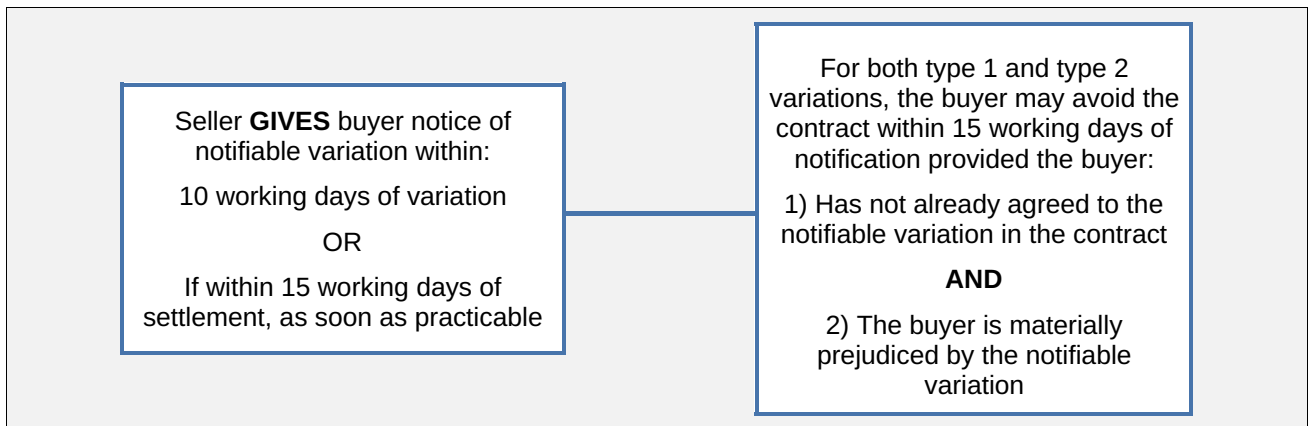 Seller GIVES buyer notice of
notifiable variation within:
10 working days of variation
OR
If within 15 working days of
settlement, as soon as practicable
For both type 1 and type 2
variations, the buyer may avoid the
contract within 15 working days of
notification provided the buyer:
1) Has not already agreed to the
notifiable variation in the contract
AND
2) The buyer is materially
prejudiced by the notifiable
variation